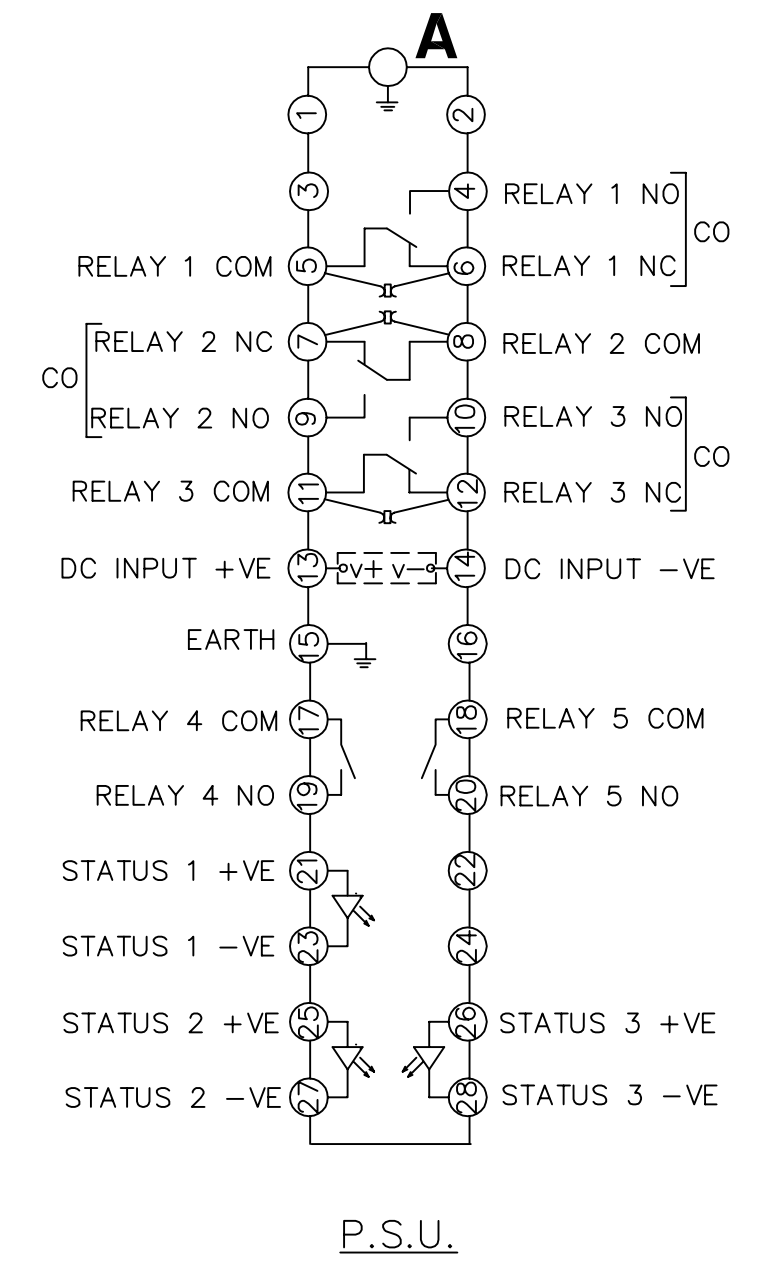 A
1 2
3 4 RELAY 1 NO
CO
RELAY 1 COM 5 6 RELAY 1 NC
RELAY 2 NC 7 8 RELAY 2 COM
CO
RELAY 2 NO 9 10 RELAY 3 NO
CO
RELAY 3 COM 11 12 RELAY 3 NC
DC INPUT +VE 13 v+ v− 14 DC INPUT −VE
EARTH 15 16
RELAY 4 COM 17 18 RELAY 5 COM
RELAY 4 NO 19 20 RELAY 5 NO
STATUS 1 +VE 21 22
STATUS 1 −VE 23 24
STATUS 2 +VE 25 26 STATUS 3 +VE
STATUS 2 −VE 27 28 STATUS 3 −VE
P.S.U.